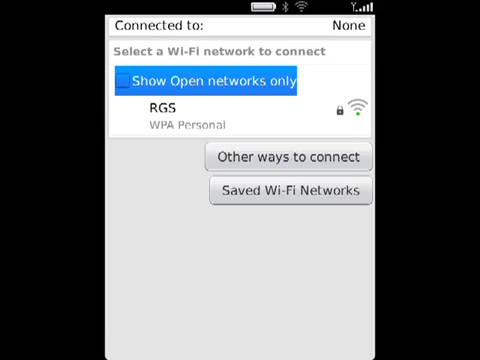 Connected to: None
Select a Wi-Fi network to connect
Show Open networks only
RGS
WPA Personal
Other ways to connect
Saved Wi-Fi Networks